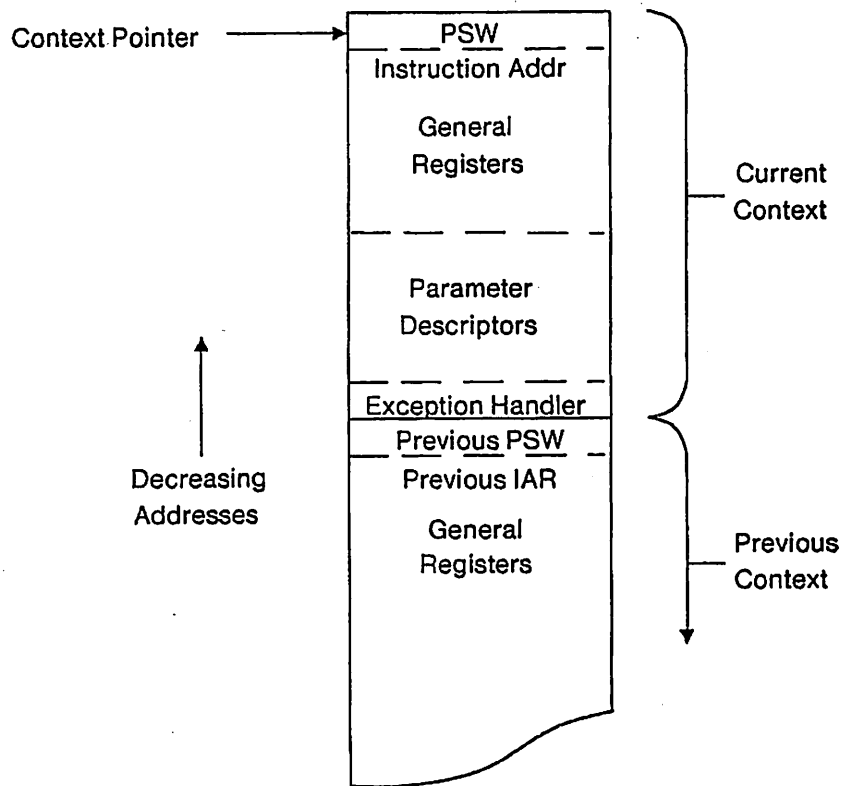 Context Pointer
PSW
Instruction Addr
General
Registers
Current
Context
Parameter
Descriptors
Exception Handler
Previous PSW
Decreasing
Addresses
Previous IAR
General
Registers
Previous
Context